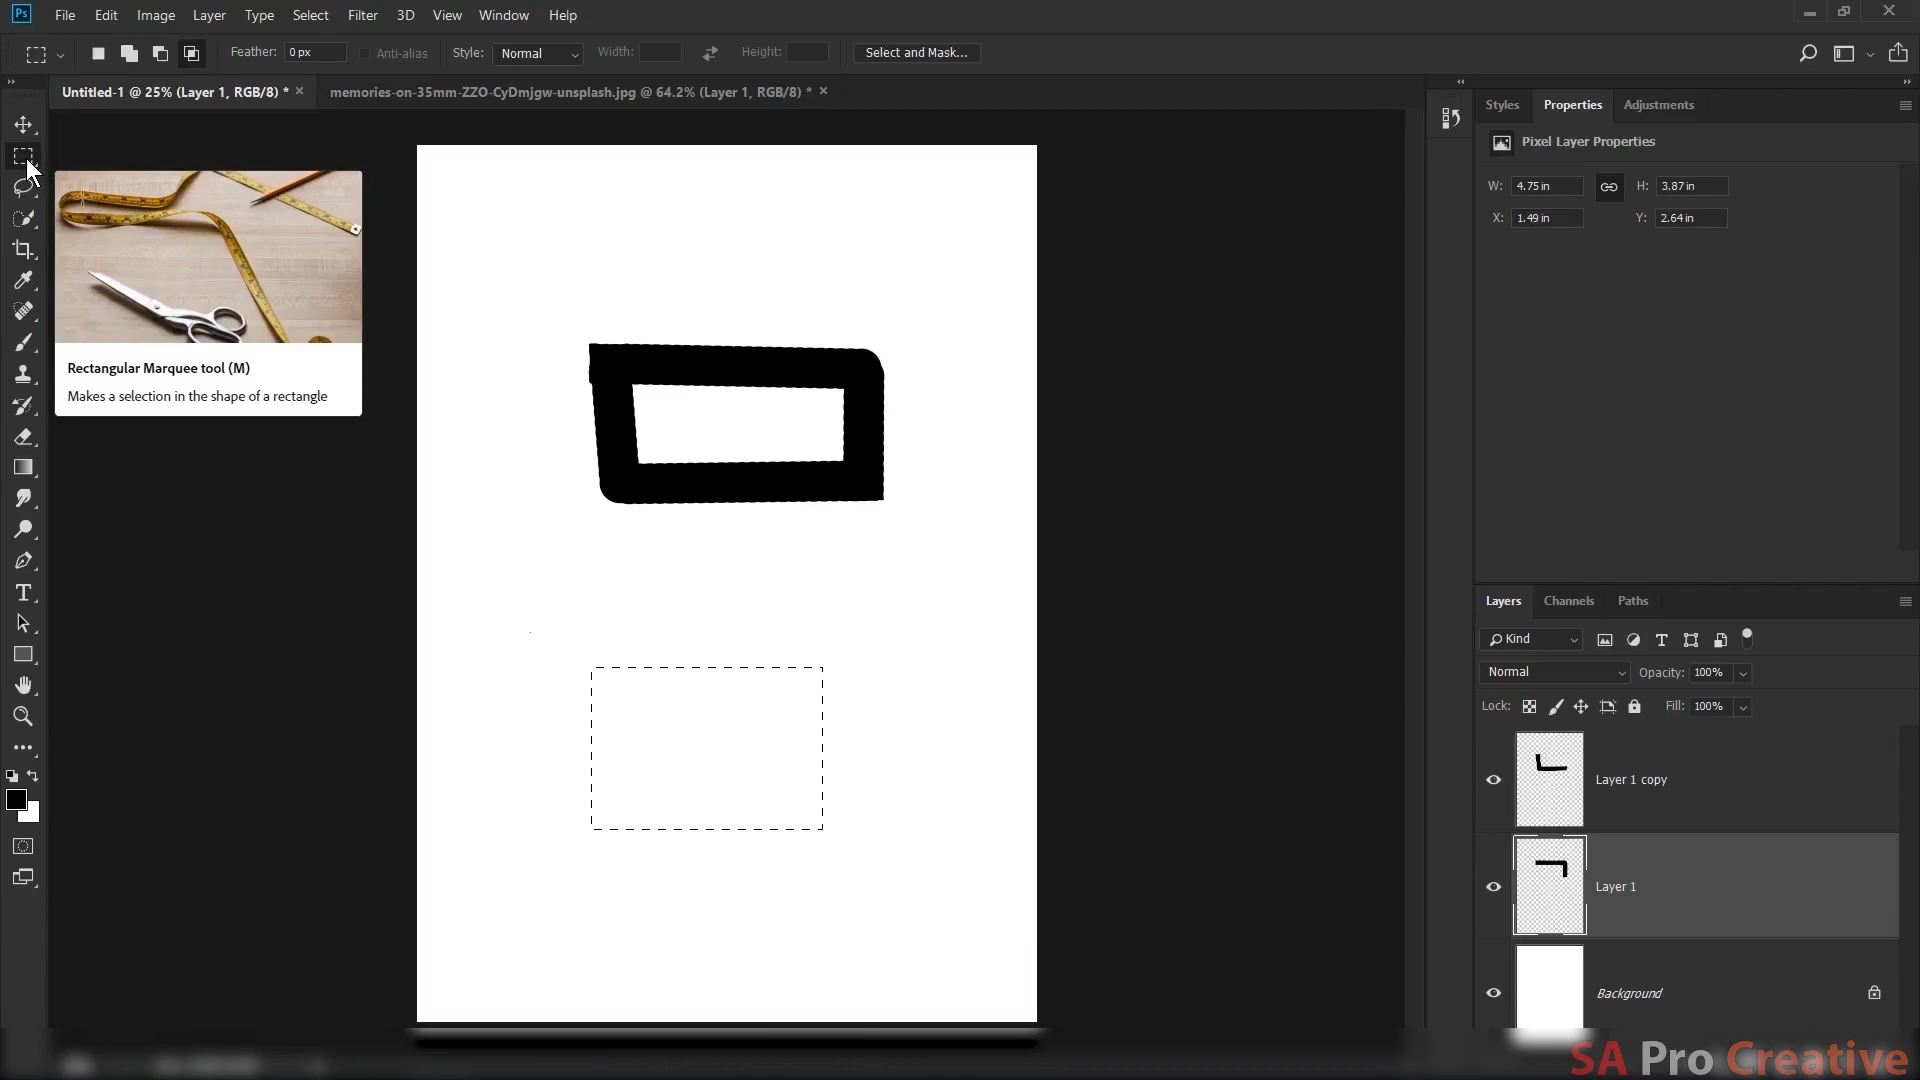 Ps File Edit Image Layer Type Select Filter 3D View Window Help
Feather: 0 px Anti-alias Style: Normal Width: Height: Select and Mask...
Untitled-1 @ 25% (Layer 1, RGB/8) * × memories-on-35mm-ZZO-CyDmjgw-unsplash.jpg @ 64.2% (Layer 1, RGB/8) * ×
Styles Properties Adjustments
Pixel Layer Properties
W: 4.75 in H: 3.87 in
X: 1.49 in Y: 2.64 in
Rectangular Marquee tool (M)
Makes a selection in the shape of a rectangle
Layers Channels Paths
Kind
Normal Opacity: 100%
Lock: Fill: 100%
Layer 1 copy
Layer 1
Background
SA Pro Creative